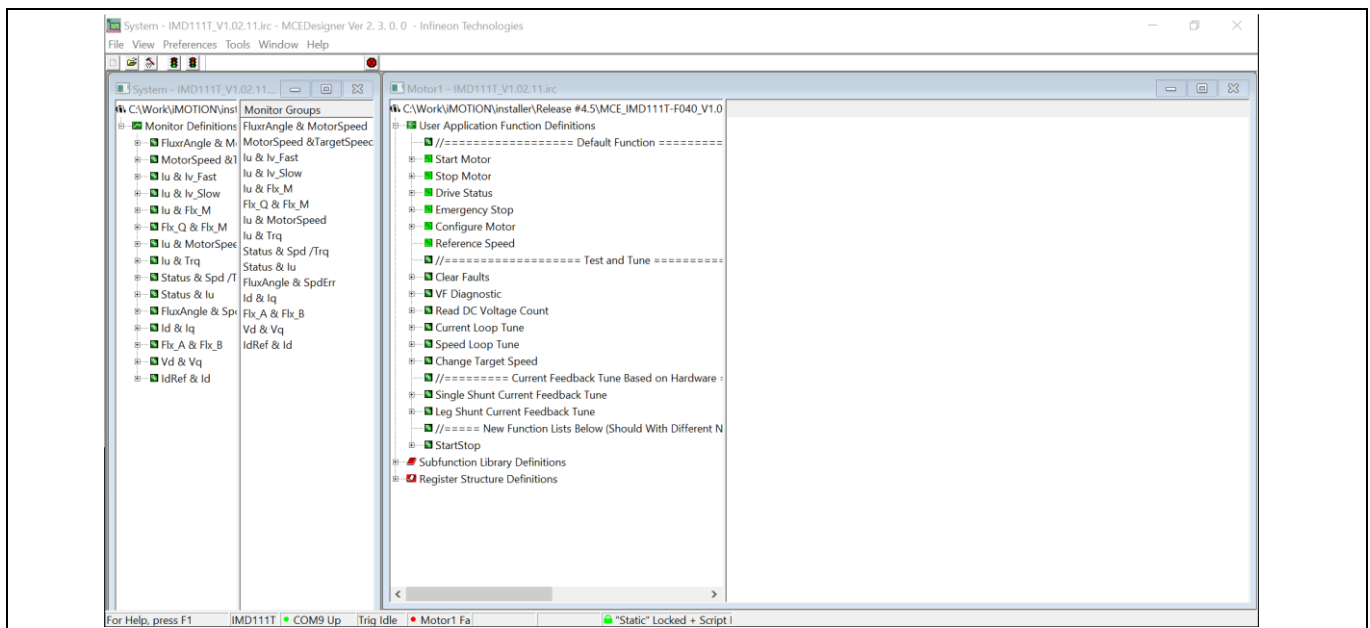 System - IMD111T_V1.02.11.irc - MCEDesigner Ver 2. 3. 0. 0 - Infineon Technologies
File View Preferences Tools Window Help
System - IMD111T_V1.02.11....
C:\Work\iMOTION\inst
Monitor Definitions
FluxrAngle & M
MotorSpeed &T
Iu & Iv_Fast
Iu & Iv_Slow
Iu & Flx_M
Flx_Q & Flx_M
Iu & MotorSpee
Iu & Trq
Status & Spd /T
Status & Iu
FluxAngle & Sp
Id & Iq
Flx_A & Flx_B
Vd & Vq
IdRef & Id
Monitor Groups
FluxrAngle & MotorSpeed
MotorSpeed &TargetSpeed
Iu & Iv_Fast
Iu & Iv_Slow
Iu & Flx_M
Flx_Q & Flx_M
Iu & MotorSpeed
Iu & Trq
Status & Spd /Trq
Status & Iu
FluxAngle & SpdErr
Id & Iq
Flx_A & Flx_B
Vd & Vq
IdRef & Id
Motor1 - IMD111T_V1.02.11.irc
C:\Work\iMOTION\installer\Release #4.5\MCE_IMD111T-F040_V1.0
User Application Function Definitions
//================== Default Function =========
Start Motor
Stop Motor
Drive Status
Emergency Stop
Configure Motor
Reference Speed
//=================== Test and Tune ==========
Clear Faults
VF Diagnostic
Read DC Voltage Count
Current Loop Tune
Speed Loop Tune
Change Target Speed
//========= Current Feedback Tune Based on Hardware =
Single Shunt Current Feedback Tune
Leg Shunt Current Feedback Tune
//===== New Function Lists Below (Should With Different N
StartStop
Subfunction Library Definitions
Register Structure Definitions
For Help, press F1 IMD111T COM9 Up Trig Idle Motor1 Fa "Static" Locked + Script